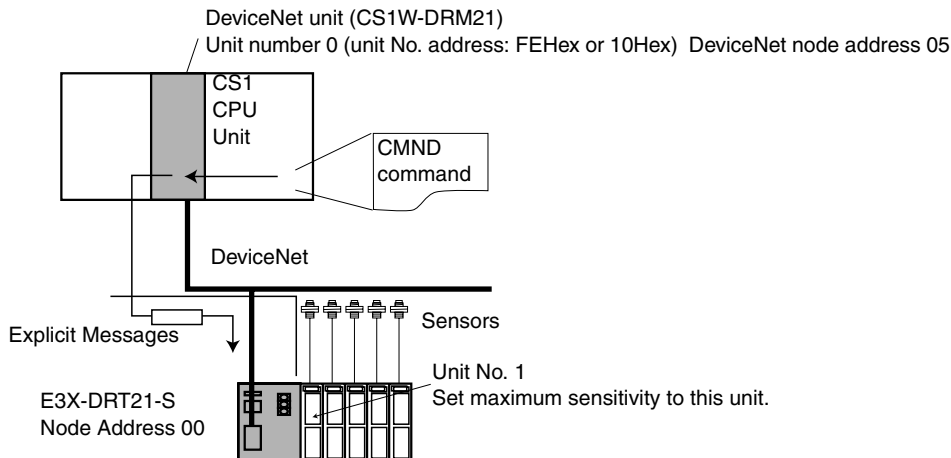 DeviceNet unit (CS1W-DRM21)
Unit number 0 (unit No. address: FEHex or 10Hex)  DeviceNet node address 05
CS1
CPU
Unit
CMND
command
DeviceNet
Sensors
Explicit Messages
Unit No. 1
Set maximum sensitivity to this unit.
E3X-DRT21-S
Node Address 00